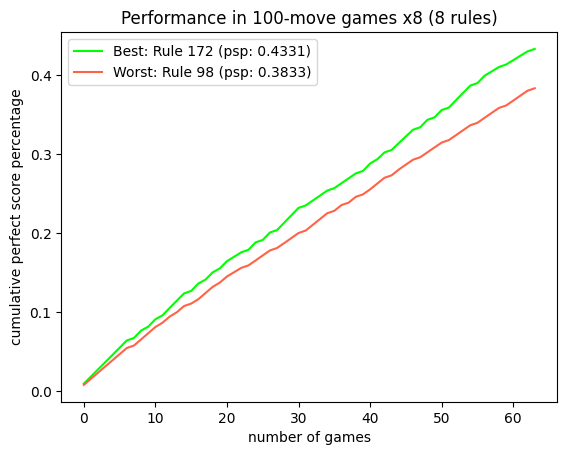 Performance in 100-move games x8 (8 rules)
Best: Rule 172 (psp: 0.4331)
Worst: Rule 98 (psp: 0.3833)
cumulative perfect score percentage
0.4
0.3
0.2
0.1
0.0
0 10 20 30 40 50 60
number of games